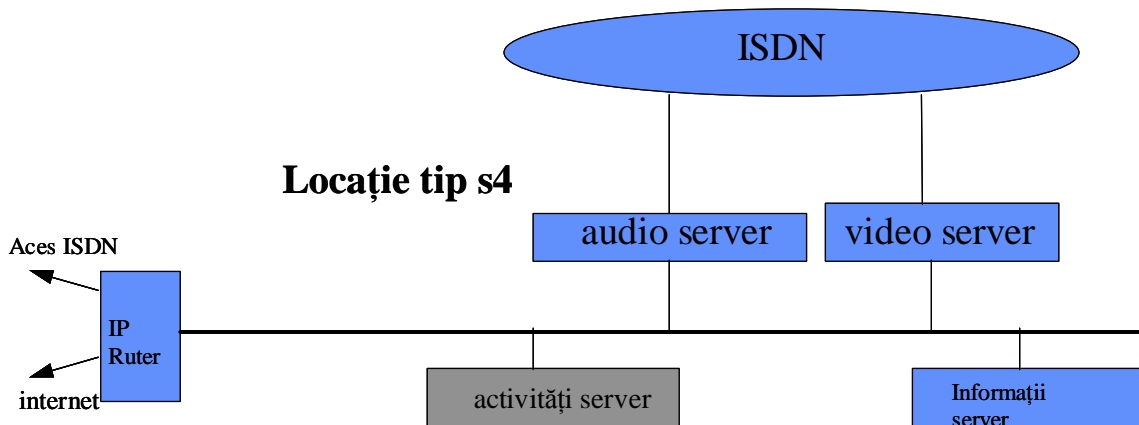 ISDN
Locație tip s4
audio server
video server
Aces ISDN
IP
Ruter
internet
activități server
Informații
server